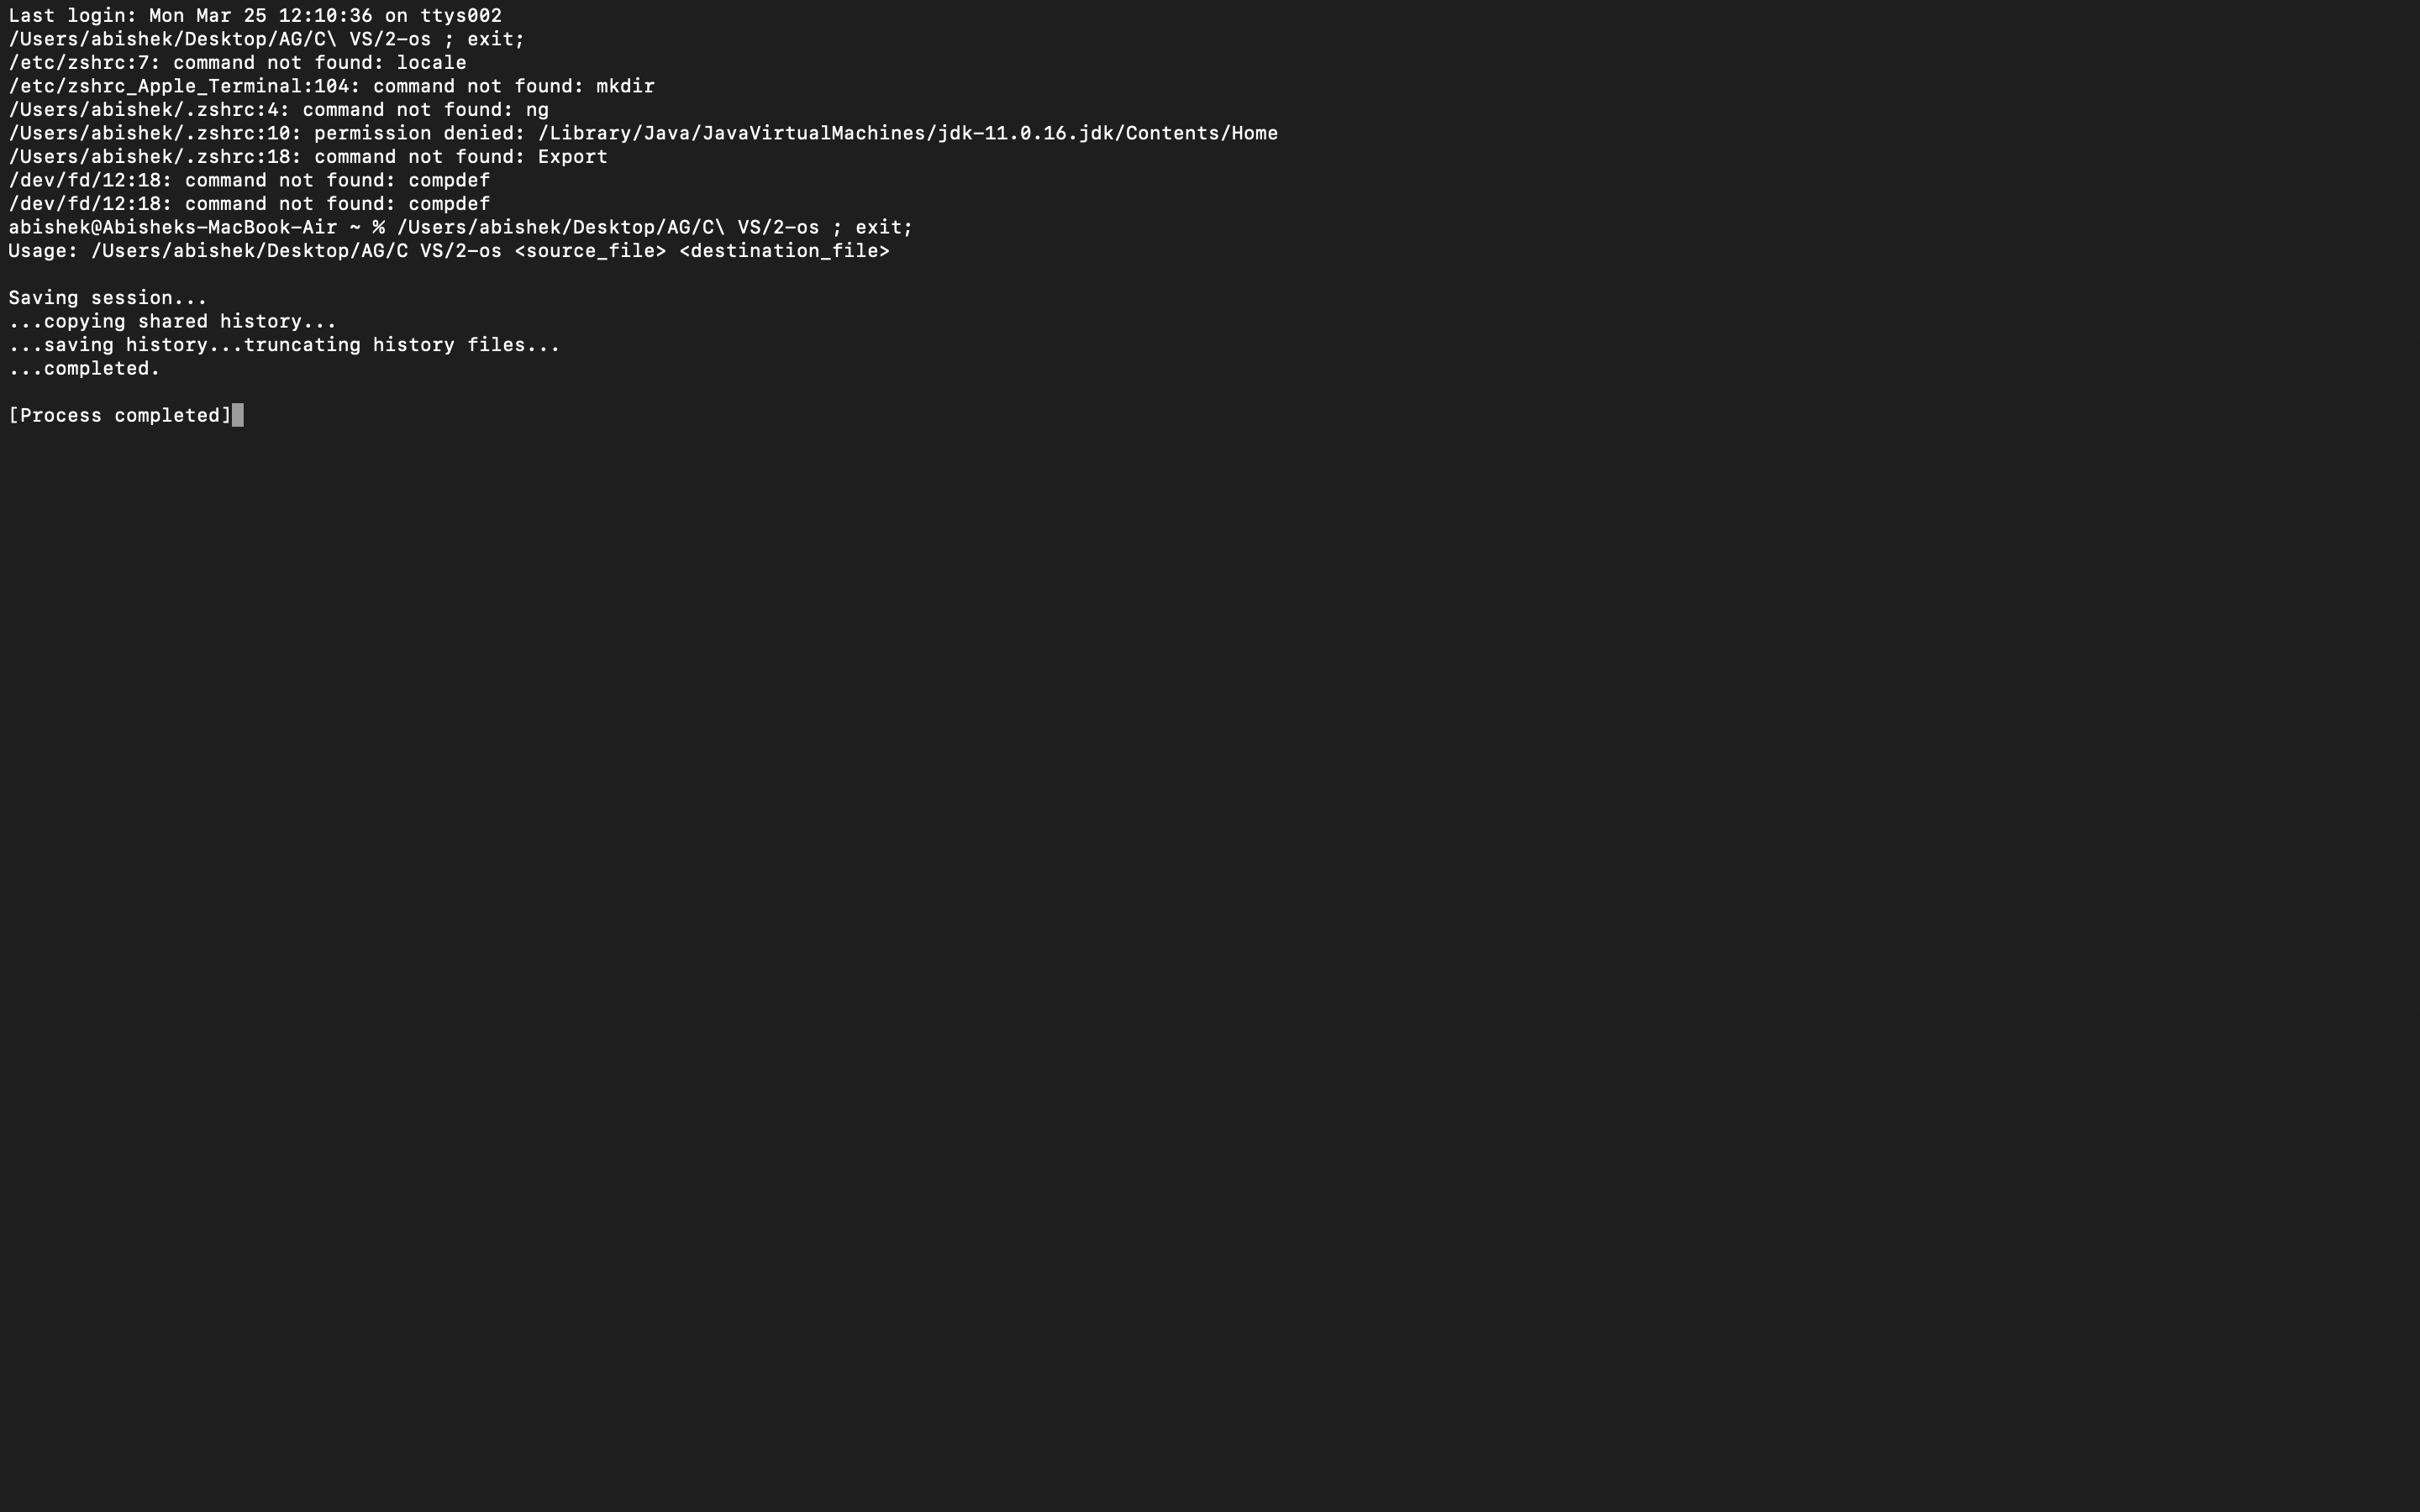 Last login: Mon Mar 25 12:10:36 on ttys002
/Users/abishek/Desktop/AG/C\ VS/2-os ; exit;
/etc/zshrc:7: command not found: locale
/etc/zshrc_Apple_Terminal:104: command not found: mkdir
/Users/abishek/.zshrc:4: command not found: ng
/Users/abishek/.zshrc:10: permission denied: /Library/Java/JavaVirtualMachines/jdk-11.0.16.jdk/Contents/Home
/Users/abishek/.zshrc:18: command not found: Export
/dev/fd/12:18: command not found: compdef
/dev/fd/12:18: command not found: compdef
abishek@Abisheks-MacBook-Air ~ % /Users/abishek/Desktop/AG/C\ VS/2-os ; exit;
Usage: /Users/abishek/Desktop/AG/C VS/2-os <source_file> <destination_file>
Saving session...
...copying shared history...
...saving history...truncating history files...
...completed.
[Process completed]